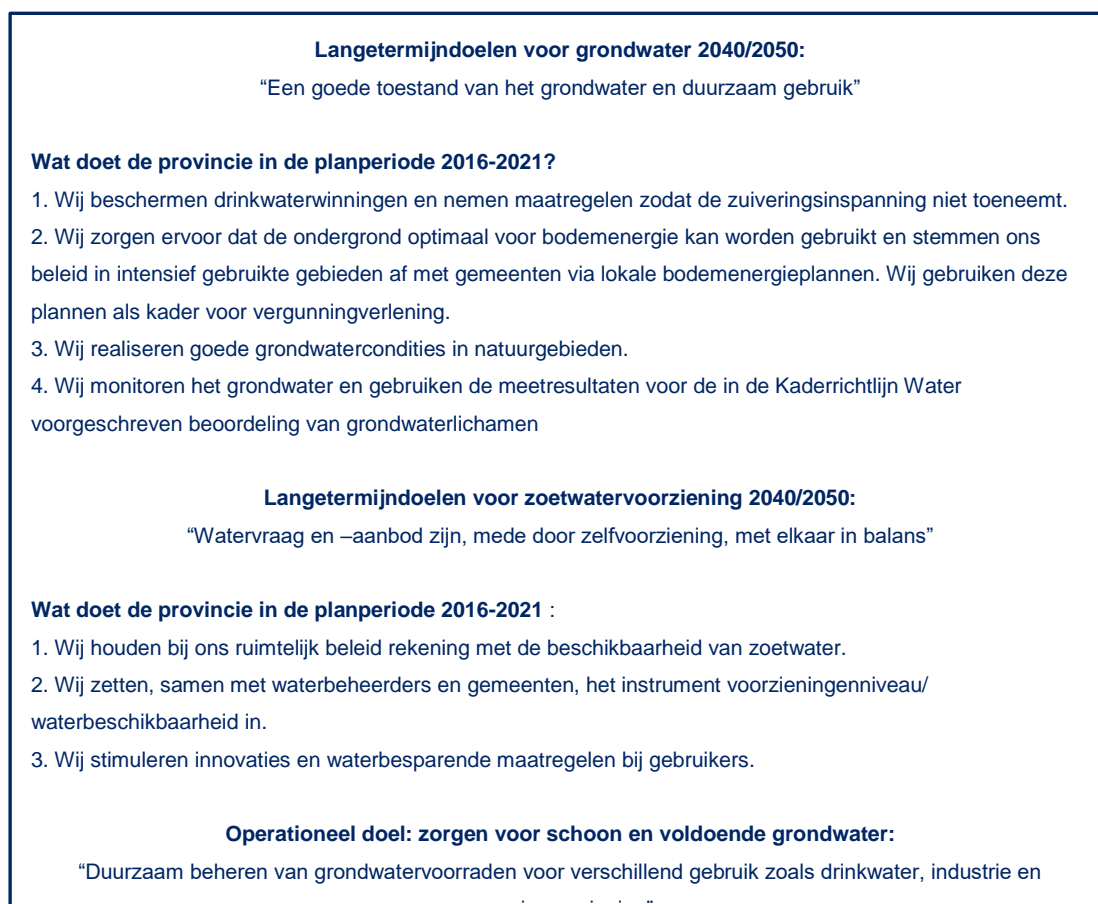 Langetermijndoelen voor grondwater 2040/2050:
“Een goede toestand van het grondwater en duurzaam gebruik”
Wat doet de provincie in de planperiode 2016-2021?
1. Wij beschermen drinkwaterwinningen en nemen maatregelen zodat de zuiveringsinspanning niet toeneemt.
2. Wij zorgen ervoor dat de ondergrond optimaal voor bodemenergie kan worden gebruikt en stemmen ons
beleid in intensief gebruikte gebieden af met gemeenten via lokale bodemenergieplannen. Wij gebruiken deze
plannen als kader voor vergunningverlening.
3. Wij realiseren goede grondwatercondities in natuurgebieden.
4. Wij monitoren het grondwater en gebruiken de meetresultaten voor de in de Kaderrichtlijn Water
voorgeschreven beoordeling van grondwaterlichamen
Langetermijndoelen voor zoetwatervoorziening 2040/2050:
“Watervraag en –aanbod zijn, mede door zelfvoorziening, met elkaar in balans”
Wat doet de provincie in de planperiode 2016-2021 :
1. Wij houden bij ons ruimtelijk beleid rekening met de beschikbaarheid van zoetwater.
2. Wij zetten, samen met waterbeheerders en gemeenten, het instrument voorzieningenniveau/
waterbeschikbaarheid in.
3. Wij stimuleren innovaties en waterbesparende maatregelen bij gebruikers.
Operationeel doel: zorgen voor schoon en voldoende grondwater:
“Duurzaam beheren van grondwatervoorraden voor verschillend gebruik zoals drinkwater, industrie en